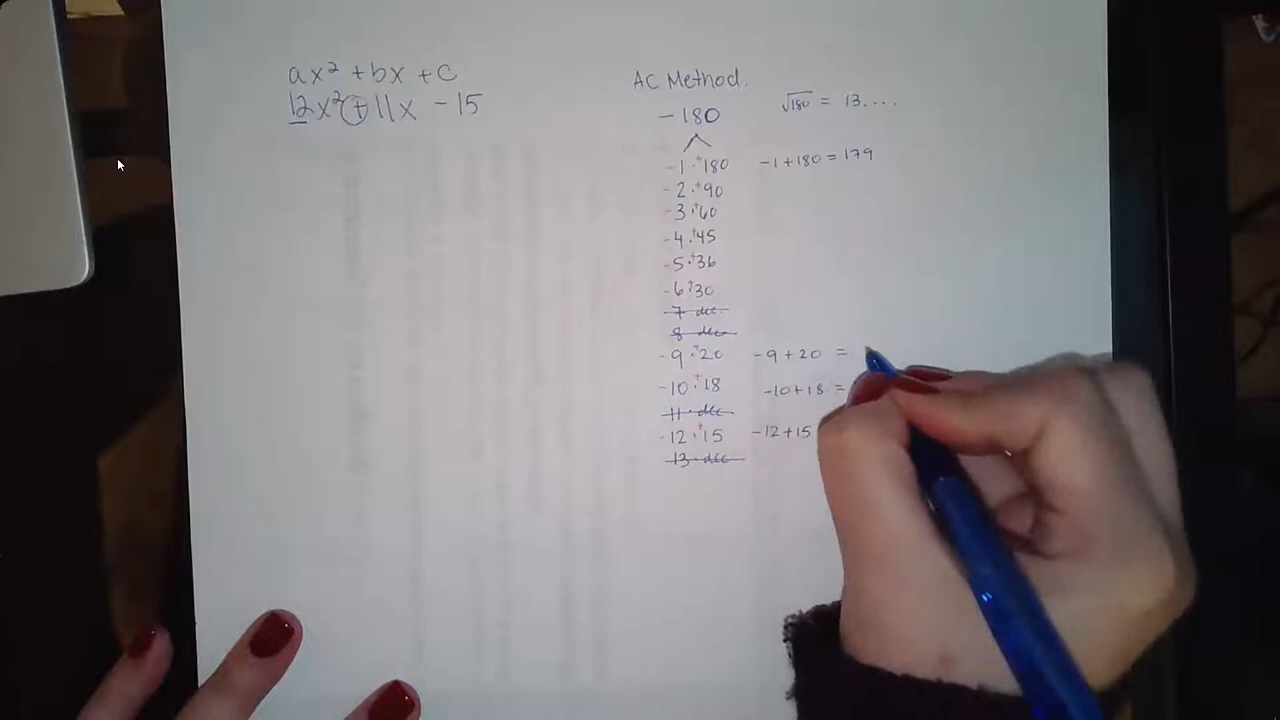 ax² + bx + c
12x² + 11x - 15
AC Method.
-180
√180 = 13....
-1 · +180
-1 + 180 = 179
-2 · +90
-3 · +60
-4 · +45
-5 · +36
-6 · +30
7 dec.
8 dec
-9 · +20
-9 + 20 =
-10 · +18
-10 + 18 =
11 · dec
-12 · +15
-12 + 15
13 · dec